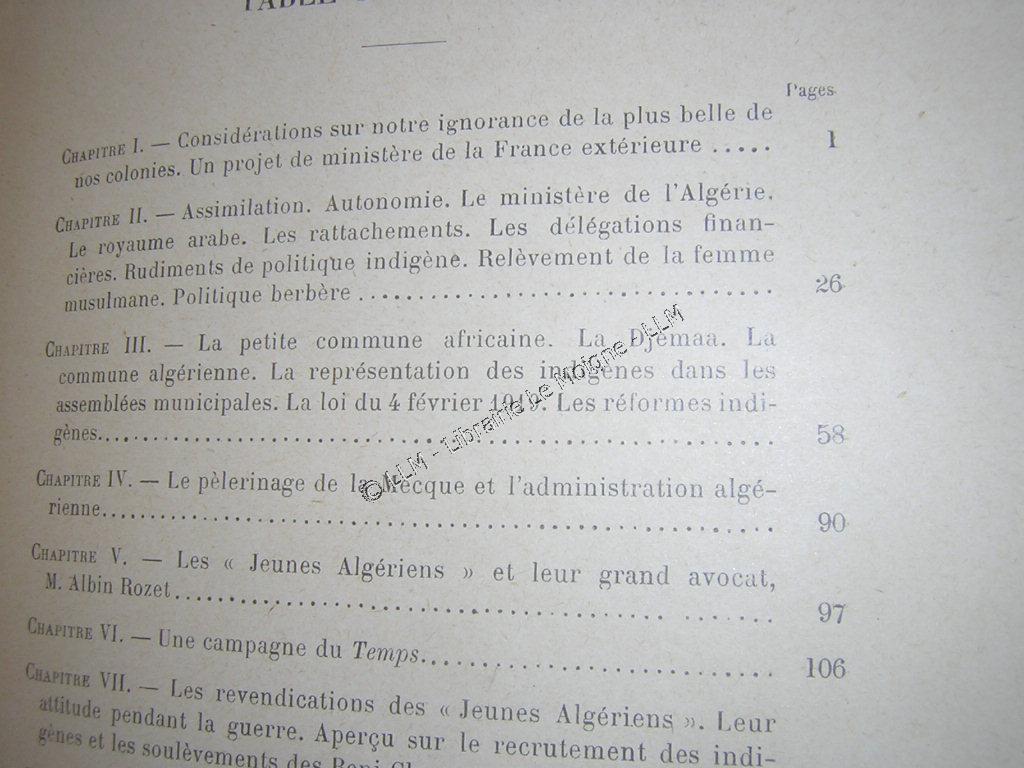 TABLE
Pages
CHAPITRE I. — Considérations sur notre ignorance de la plus belle de
nos colonies. Un projet de ministère de la France extérieure ..... 1
CHAPITRE II. — Assimilation. Autonomie. Le ministère de l'Algérie.
Le royaume arabe. Les rattachements. Les délégations finan-
cières. Rudiments de politique indigène. Relèvement de la femme
musulmane. Politique berbère ................................ 26
CHAPITRE III. — La petite commune africaine. La Djemaa. La
commune algérienne. La représentation des indigènes dans les
assemblées municipales. La loi du 4 février Les réformes indi-
gènes........................................................ 58
CHAPITRE IV. — Le pèlerinage de la Mecque et l'administration algé-
rienne....................................................... 90
CHAPITRE V. — Les « Jeunes Algériens » et leur grand avocat,
M. Albin Rozet............................................... 97
CHAPITRE VI. — Une campagne du Temps............................ 106
CHAPITRE VII. — Les revendications des « Jeunes Algériens ». Leur
attitude pendant la guerre. Aperçu sur le recrutement des indi-
gènes et les soulèvements des Beni
© LLM - Librairie Le Moigne - LLM